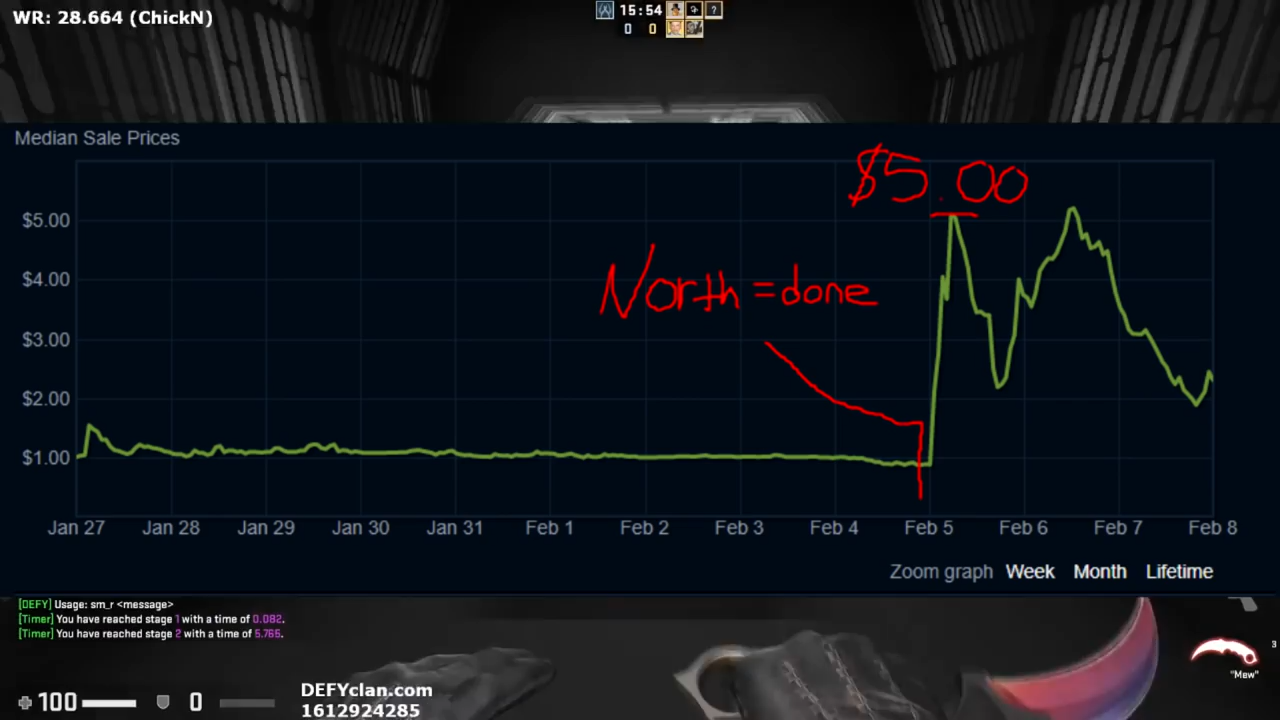 WR: 28.664 (ChickN)
15:54
?
0 0
Median Sale Prices
$5.00
$5.00
$4.00
North = done
$3.00
$2.00
$1.00
Jan 27 Jan 28 Jan 29 Jan 30 Jan 31 Feb 1 Feb 2 Feb 3 Feb 4 Feb 5 Feb 6 Feb 7 Feb 8
Zoom graph Week Month Lifetime
[DEFY] Usage: sm_r <message>
[Timer] You have reached stage 1 with a time of 0.082.
[Timer] You have reached stage 2 with a time of 5.765.
3
"Mew"
100 0
DEFYclan.com
1612924285